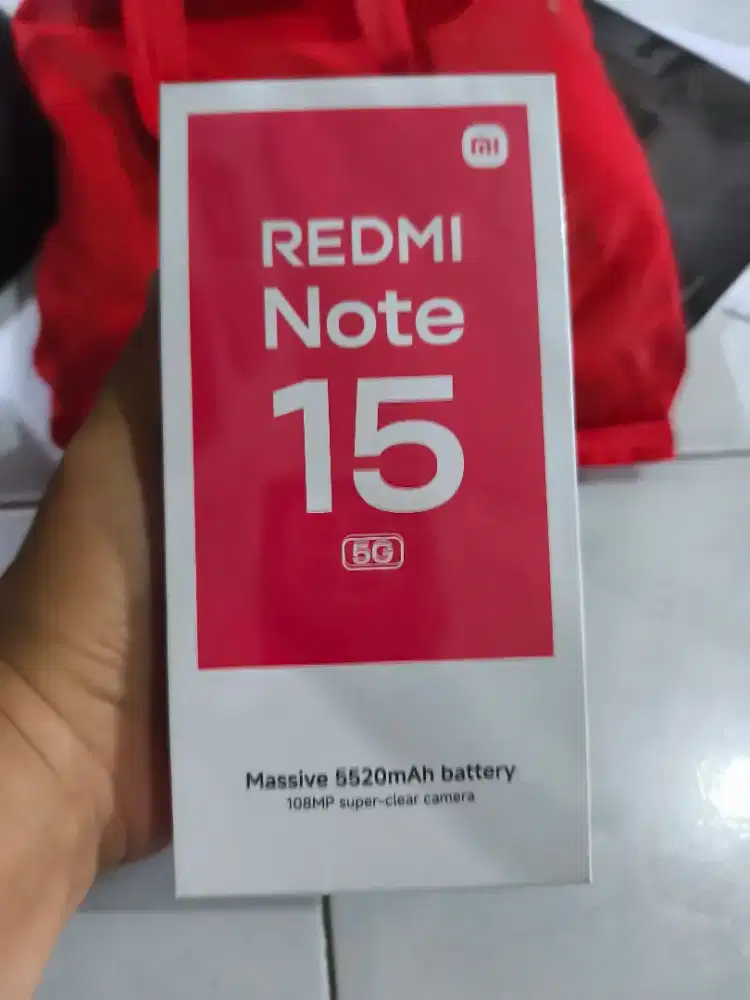 mi
REDMI
Note
15
5G
Massive 5520mAh battery
108MP super-clear camera